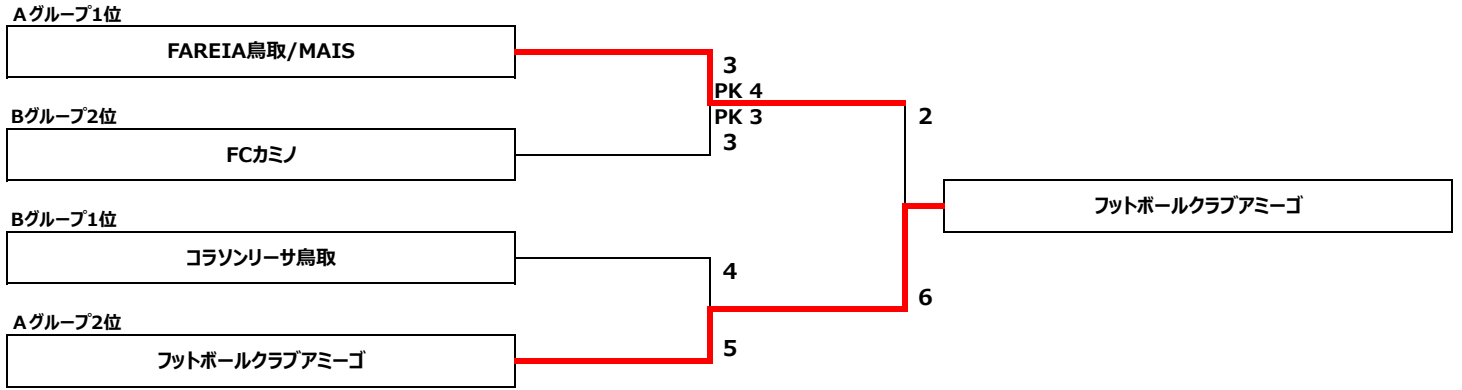 Aグループ1位
FAREIA鳥取/MAIS
3
PK 4
Bグループ2位
PK 3
2
3
FCカミノ
フットボールクラブアミーゴ
Bグループ1位
コラソンリーサ鳥取
4
6
Aグループ2位
5
フットボールクラブアミーゴ